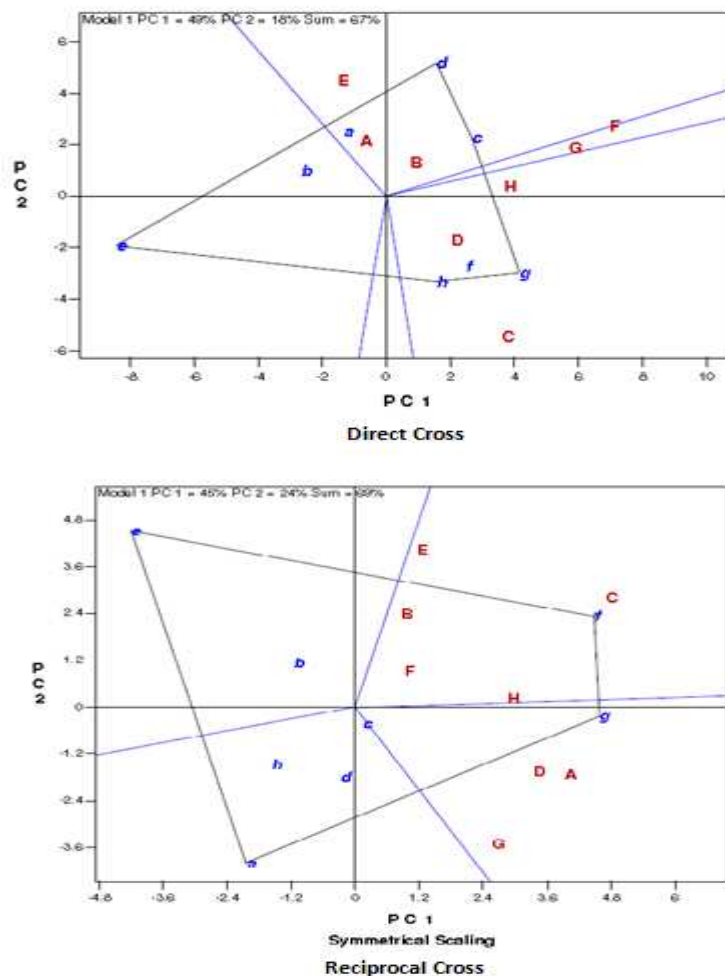 Model 1 PC 1 = 49% PC 2 = 18% Sum = 67%
6
d
E
4
a
c
F
2
A
G
B
b
P
C
2
H
0
D
-2
e
f
g
h
-4
C
-6
-8 -6 -4 -2 0 2 4 6 8 10
PC 1
Direct Cross
Model 1 PC 1 = 45% PC 2 = 24% Sum = 69%
4.8
e
E
3.6
C
2.4
B
f
1.2
b
F
P
C
2
H
0
g
c
-1.2
h
D
A
d
-2.4
G
-3.6
a
-4.8 -3.6 -2.4 -1.2 0 1.2 2.4 3.6 4.8 6
PC 1
Symmetrical Scaling
Reciprocal Cross